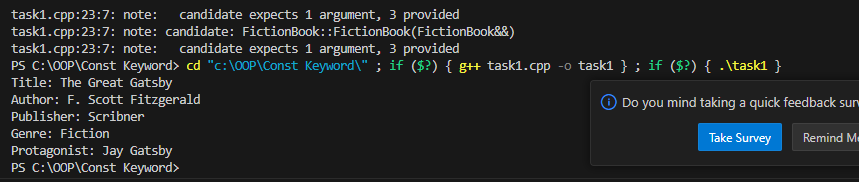 task1.cpp:23:7: note:   candidate expects 1 argument, 3 provided
task1.cpp:23:7: note: candidate: FictionBook::FictionBook(FictionBook&&)
task1.cpp:23:7: note:   candidate expects 1 argument, 3 provided
PS C:\OOP\Const Keyword> cd "c:\OOP\Const Keyword\" ; if ($?) { g++ task1.cpp -o task1 } ; if ($?) { .\task1 }
Title: The Great Gatsby
Author: F. Scott Fitzgerald
Publisher: Scribner
Genre: Fiction
Protagonist: Jay Gatsby
PS C:\OOP\Const Keyword>
Do you mind taking a quick feedback sur
Take Survey
Remind Me